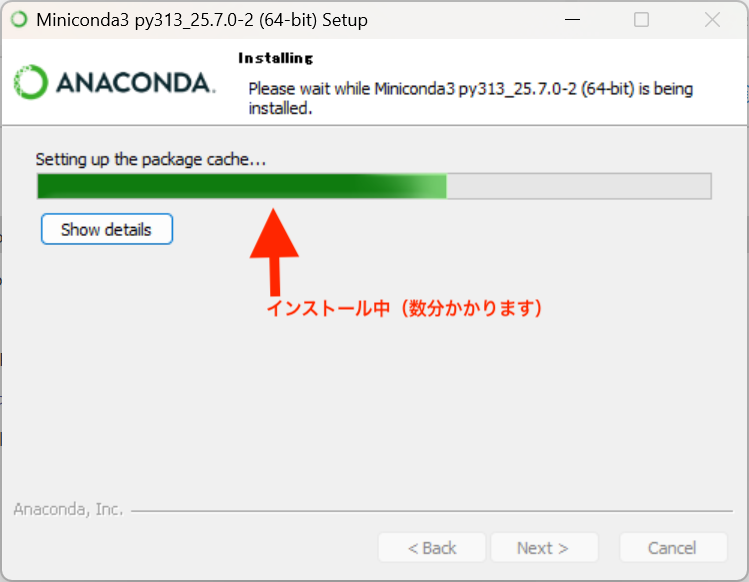 Miniconda3 py313_25.7.0-2 (64-bit) Setup
ANACONDA.
Installing
Please wait while Miniconda3 py313_25.7.0-2 (64-bit) is being
installed.
Setting up the package cache...
Show details
インストール中（数分かかります）
Anaconda, Inc.
< Back
Next >
Cancel